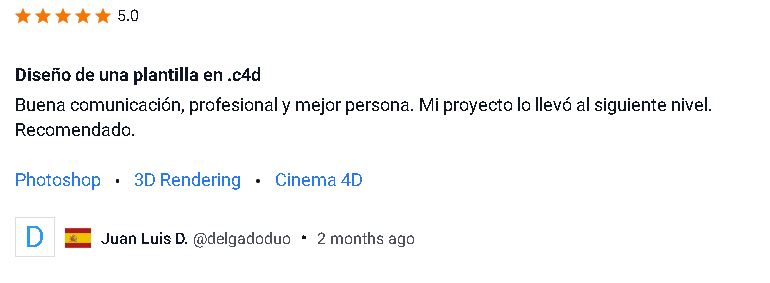 5.0
Diseño de una plantilla en .c4d
Buena comunicación, profesional y mejor persona. Mi proyecto lo llevó al siguiente nivel.
Recomendado.
Photoshop • 3D Rendering • Cinema 4D
D Juan Luis D. @delgadoduo • 2 months ago